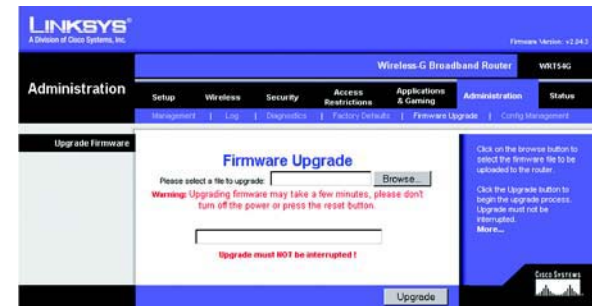 LINKSYS®
A Division of Cisco Systems, Inc.
Firmware Version: v2.04.3
Wireless-G Broadband Router WRT54G
Administration
Setup Wireless Security Access Restrictions Applications & Gaming Administration Status
Management | Log | Diagnostics | Factory Defaults | Firmware Upgrade | Config Management
Upgrade Firmware
Firmware Upgrade
Please select a file to upgrade: Browse...
Warning: Upgrading firmware may take a few minutes, please don't
turn off the power or press the reset button.
Upgrade must NOT be interrupted !
Upgrade
Click on the browse button to
select the firmware file to be
uploaded to the router.
Click the Upgrade button to
begin the upgrade process.
Upgrade must not be
interrupted.
More...
CISCO SYSTEMS